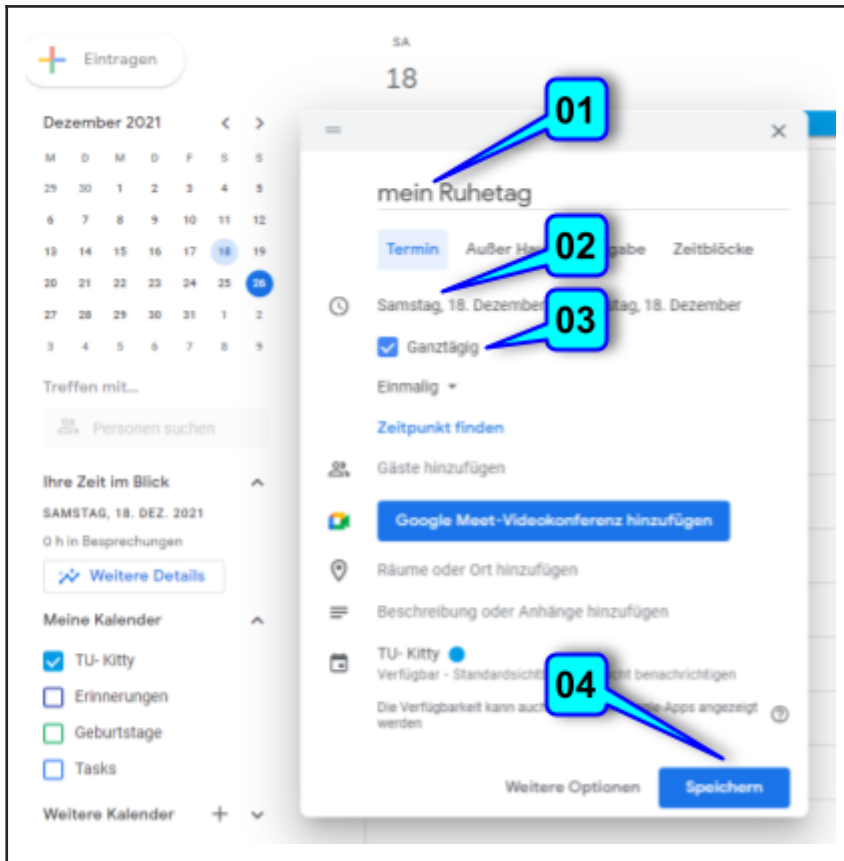 Eintragen
SA
18
Dezember 2021
M D M D F S S
29 30 1 2 3 4 5
6 7 8 9 10 11 12
13 14 15 16 17 18 19
20 21 22 23 24 25 26
27 28 29 30 31 1 2
3 4 5 6 7 8 9
Treffen mit...
Personen suchen
Ihre Zeit im Blick
SAMSTAG, 18. DEZ. 2021
0 h in Besprechungen
Weitere Details
Meine Kalender
TU- Kitty
Erinnerungen
Geburtstage
Tasks
Weitere Kalender
01
mein Ruhetag
Termin Außer Zeitblöcke
02
Samstag, 18. Dezember 18. Dezember
03
Ganztägig
Einmalig
Zeitpunkt finden
Gäste hinzufügen
Google Meet-Videokonferenz hinzufügen
Räume oder Ort hinzufügen
Beschreibung oder Anhänge hinzufügen
TU- Kitty
Verfügbar - benachrichtigen
04
Die Verfügbarkeit kann Apps angezeigt
werden
Weitere Optionen Speichern